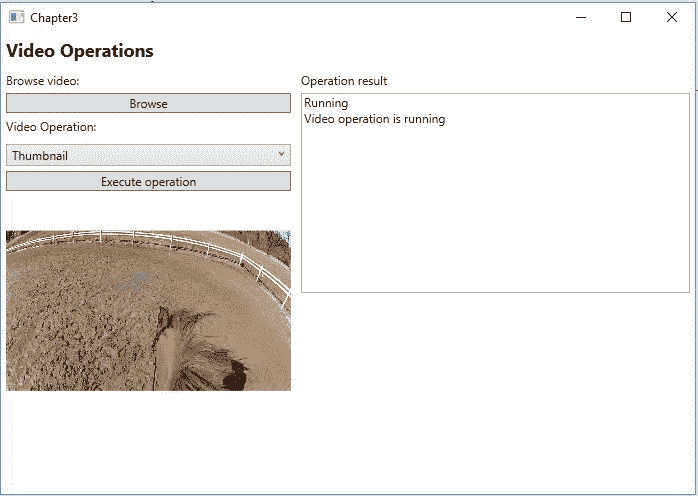 Chapter3
Video Operations
Browse video:
Browse
Video Operation:
Thumbnail
Execute operation
Operation result
Running
Video operation is running